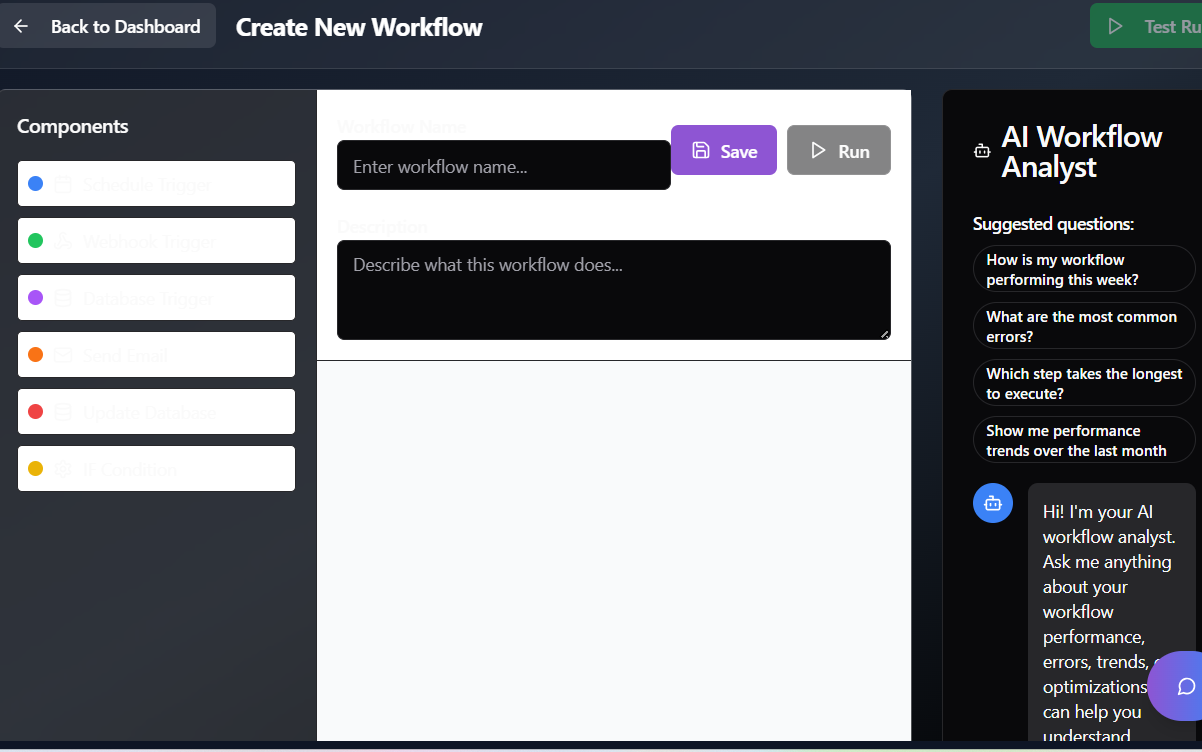 Back to Dashboard
Create New Workflow
Test Ru
Components
Schedule Trigger
Webhook Trigger
Database Trigger
Send Email
Update Database
IF Condition
Workflow Name
Enter workflow name...
Save
Run
Description
Describe what this workflow does...
AI Workflow
Analyst
Suggested questions:
How is my workflow
performing this week?
What are the most common
errors?
Which step takes the longest
to execute?
Show me performance
trends over the last month
Hi! I'm your AI
workflow analyst.
Ask me anything
about your
workflow
performance,
errors, trends,
optimizations
can help you
understand